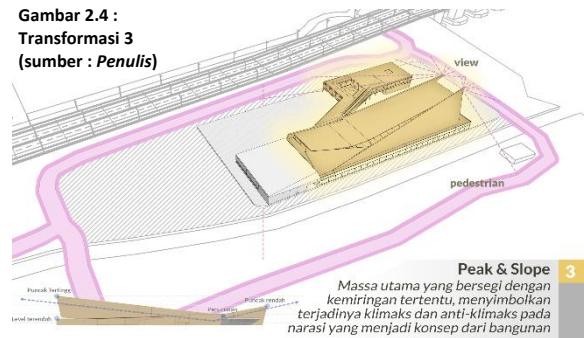 Gambar 2.4 :
Transformasi 3
(sumber : Penulis)
view
pedestrian
Peak & Slope 3
Massa utama yang bersegi dengan
kemiringan tertentu, menyimbolkan
terjadinya klimaks dan anti-klimaks pada
narasi yang menjadi konsep dari bangunan
Puncak Tertinggi
Puncak rendah
Level terendah